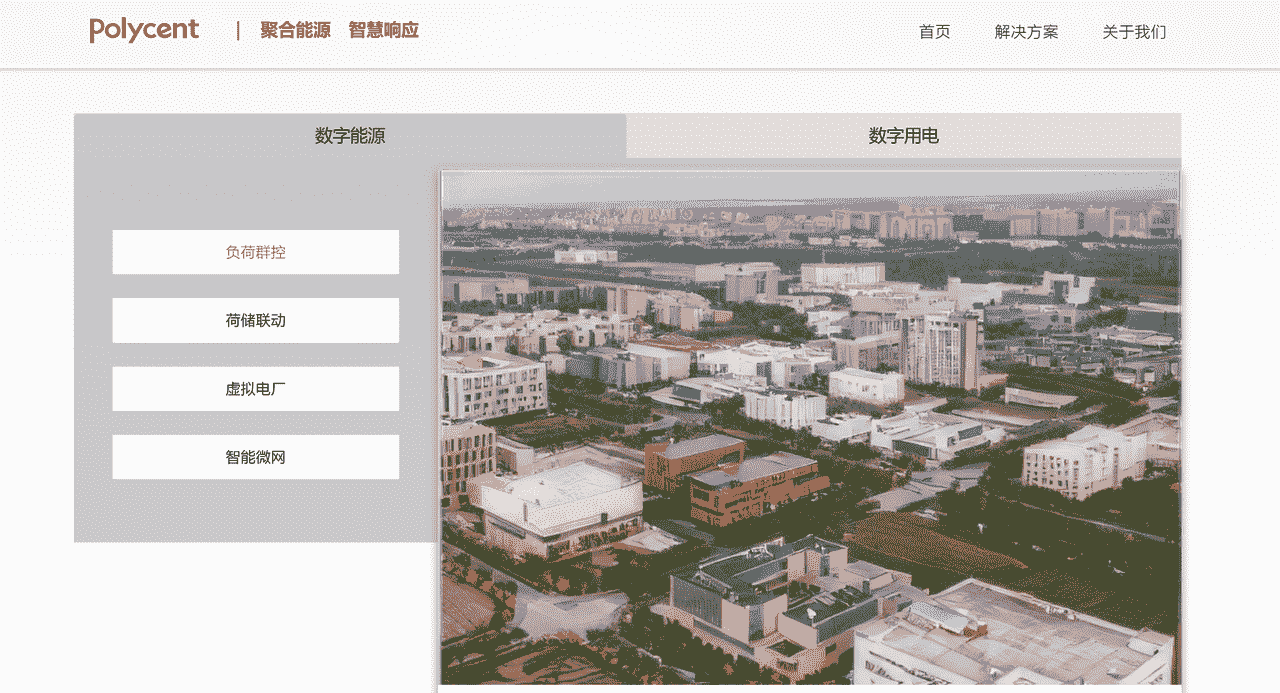 Polycent | 聚合能源 智慧响应
首页 解决方案 关于我们
数字能源 数字用电
负荷群控
荷储联动
虚拟电厂
智能微网